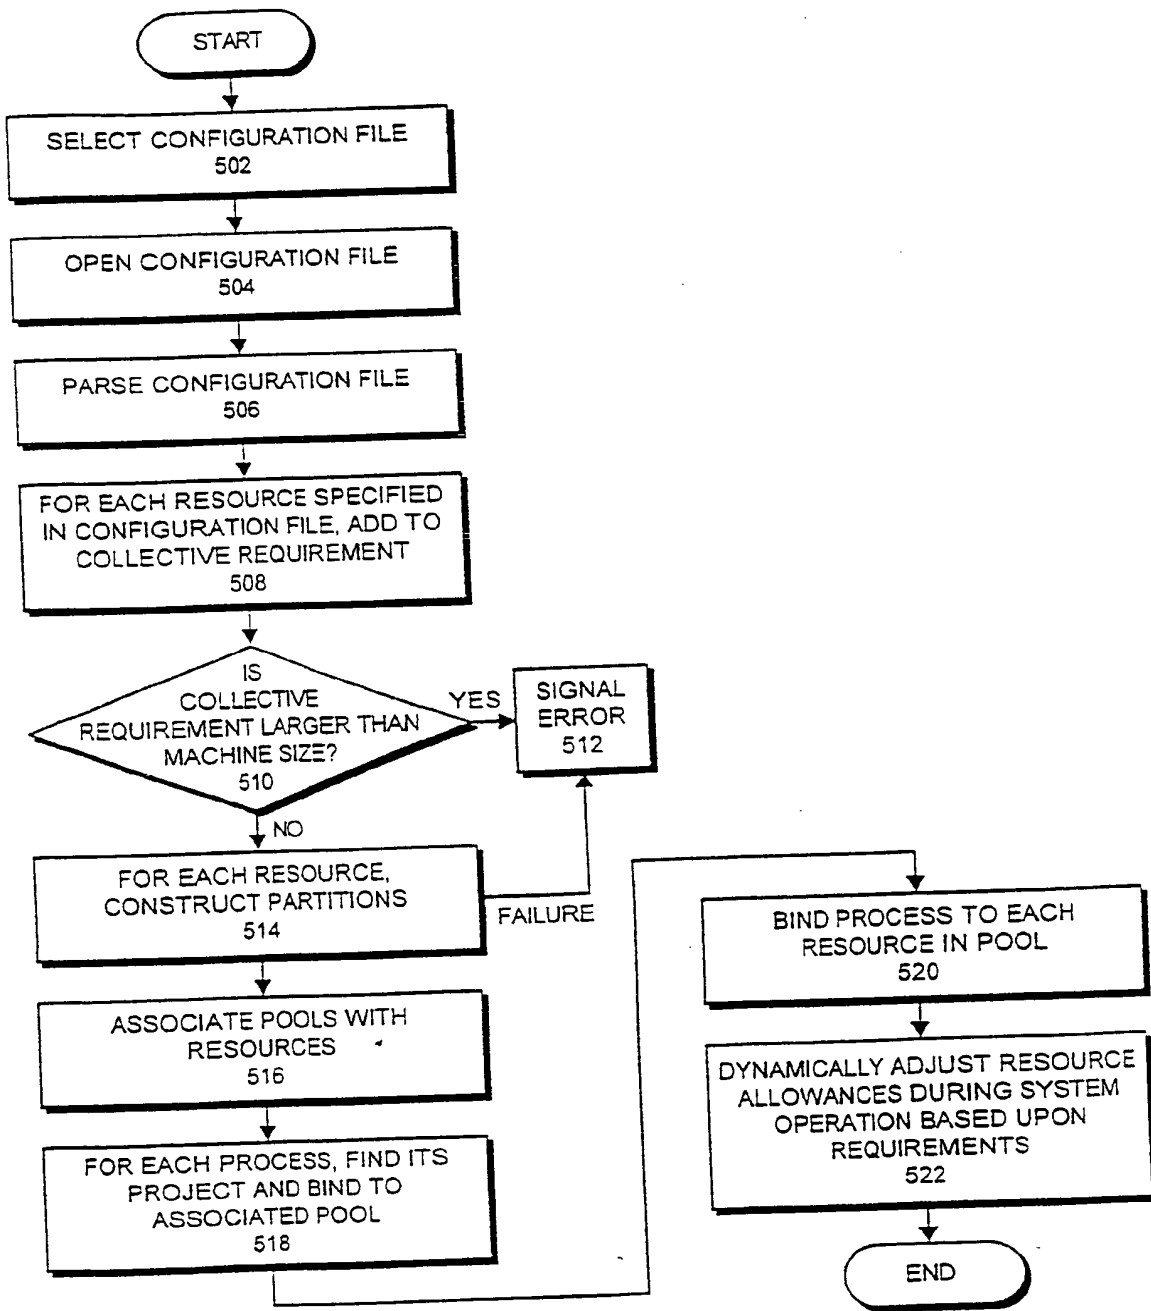 START
SELECT CONFIGURATION FILE
502
OPEN CONFIGURATION FILE
504
PARSE CONFIGURATION FILE
506
FOR EACH RESOURCE SPECIFIED
IN CONFIGURATION FILE, ADD TO
COLLECTIVE REQUIREMENT
508
IS
COLLECTIVE
REQUIREMENT LARGER THAN
MACHINE SIZE?
510
YES
SIGNAL
ERROR
512
NO
FOR EACH RESOURCE,
CONSTRUCT PARTITIONS
514
FAILURE
ASSOCIATE POOLS WITH
RESOURCES
516
FOR EACH PROCESS, FIND ITS
PROJECT AND BIND TO
ASSOCIATED POOL
518
BIND PROCESS TO EACH
RESOURCE IN POOL
520
DYNAMICALLY ADJUST RESOURCE
ALLOWANCES DURING SYSTEM
OPERATION BASED UPON
REQUIREMENTS
522
END